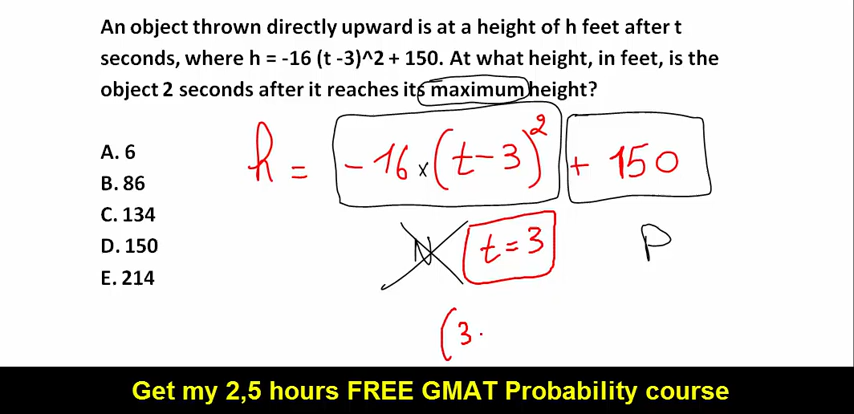 An object thrown directly upward is at a height of h feet after t
seconds, where h = -16 (t -3)^2 + 150. At what height, in feet, is the
object 2 seconds after it reaches its maximum height?
A. 6
B. 86
C. 134
D. 150
E. 214
h = -16 × (t-3)^2 + 150
N t=3 P
(3.
Get my 2,5 hours FREE GMAT Probability course